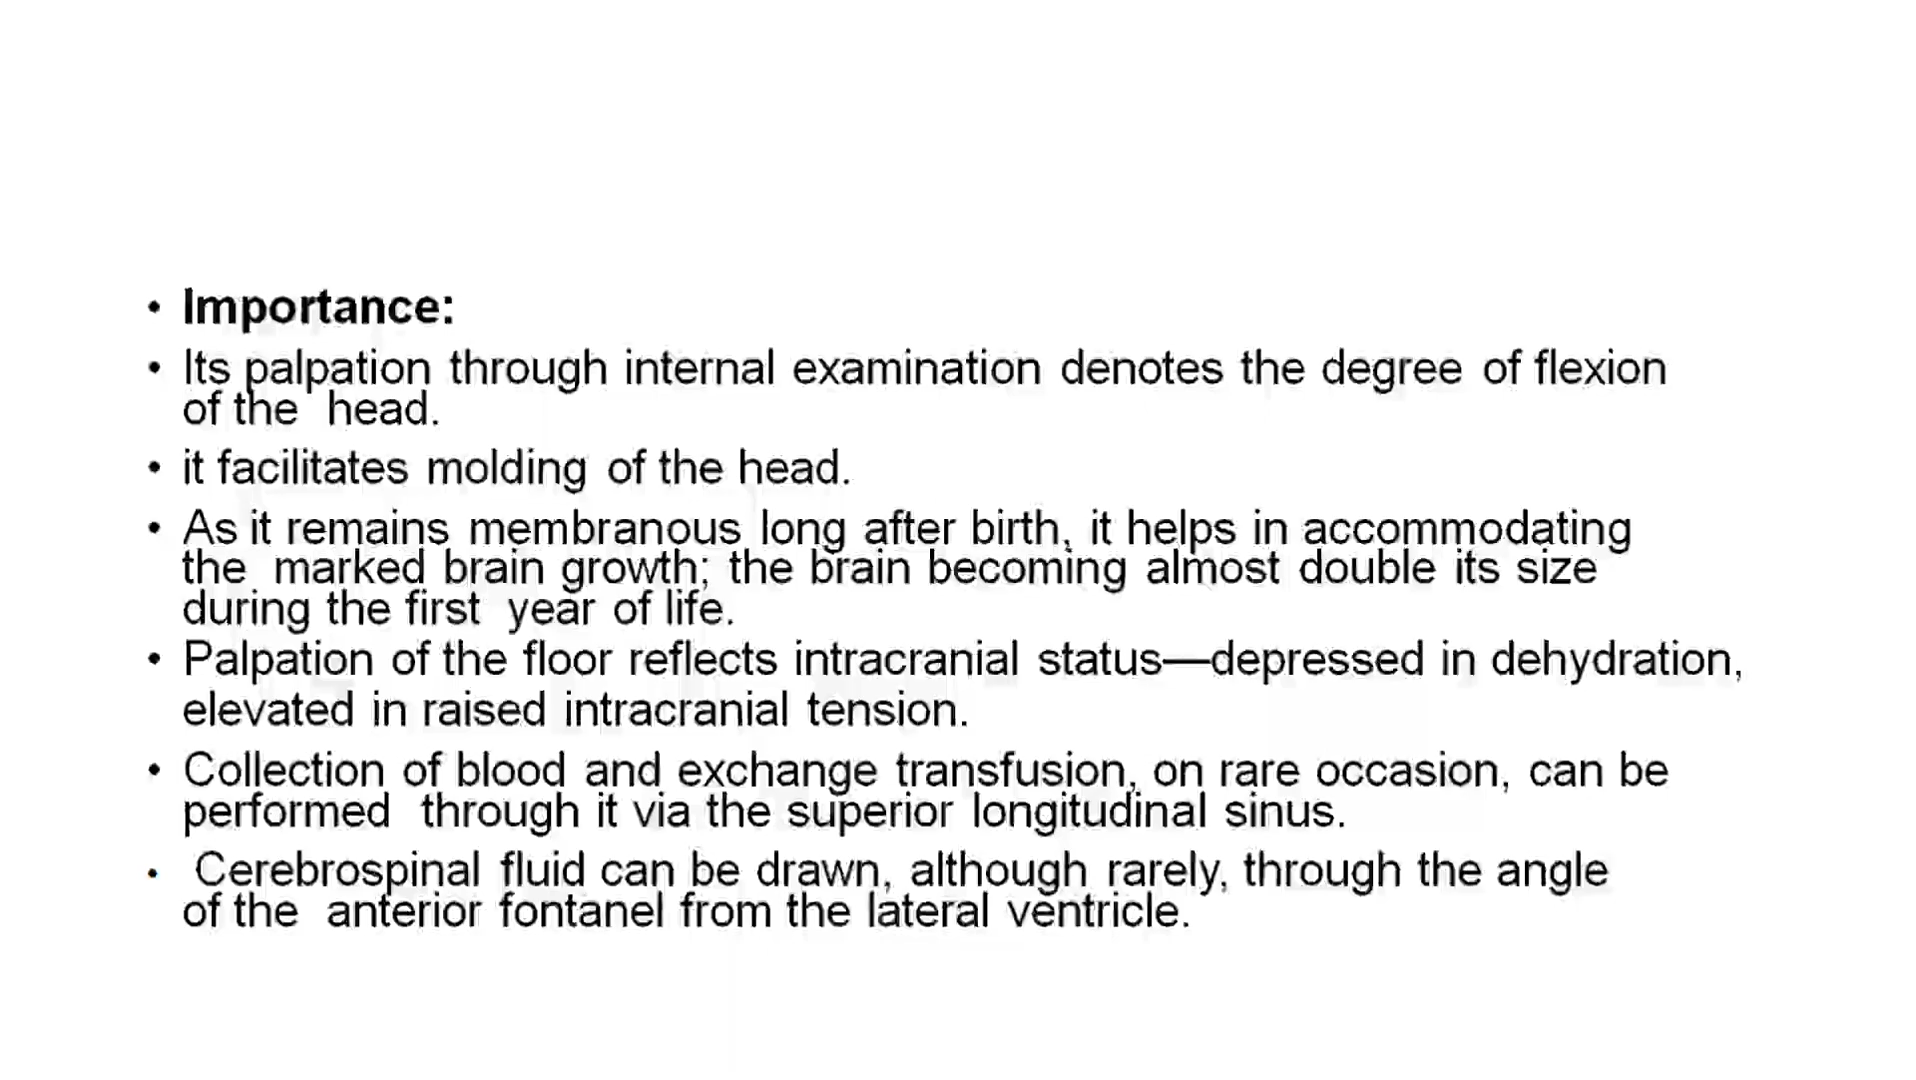 • Importance:
• Its palpation through internal examination denotes the degree of flexion
of the head.
• it facilitates molding of the head.
• As it remains membranous long after birth, it helps in accommodating
the marked brain growth; the brain becoming almost double its size
during the first year of life.
• Palpation of the floor reflects intracranial status—depressed in dehydration,
elevated in raised intracranial tension.
• Collection of blood and exchange transfusion, on rare occasion, can be
performed through it via the superior longitudinal sinus.
• Cerebrospinal fluid can be drawn, although rarely, through the angle
of the anterior fontanel from the lateral ventricle.